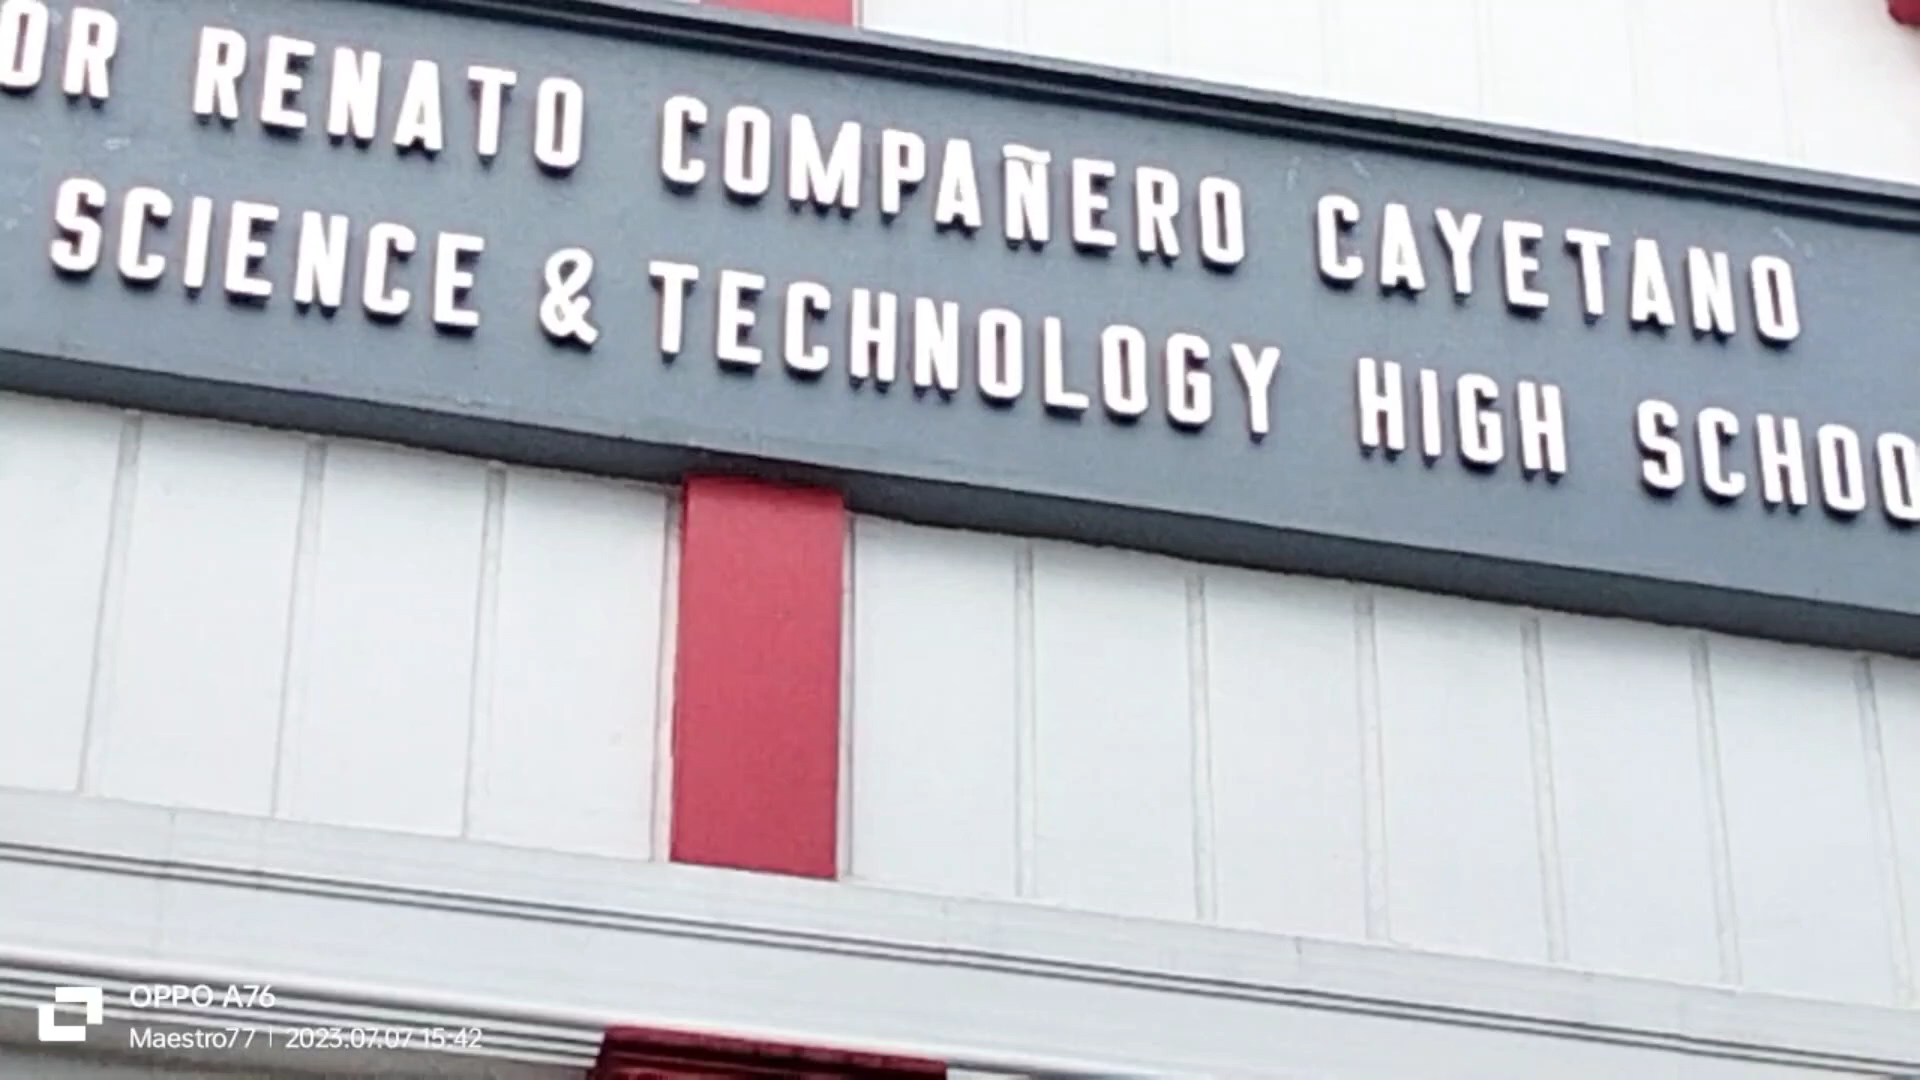 OR RENATO COMPAÑERO CAYETANO
SCIENCE & TECHNOLOGY HIGH SCHOO
OPPO A76
Maestro77 | 2023.07.07 15:42